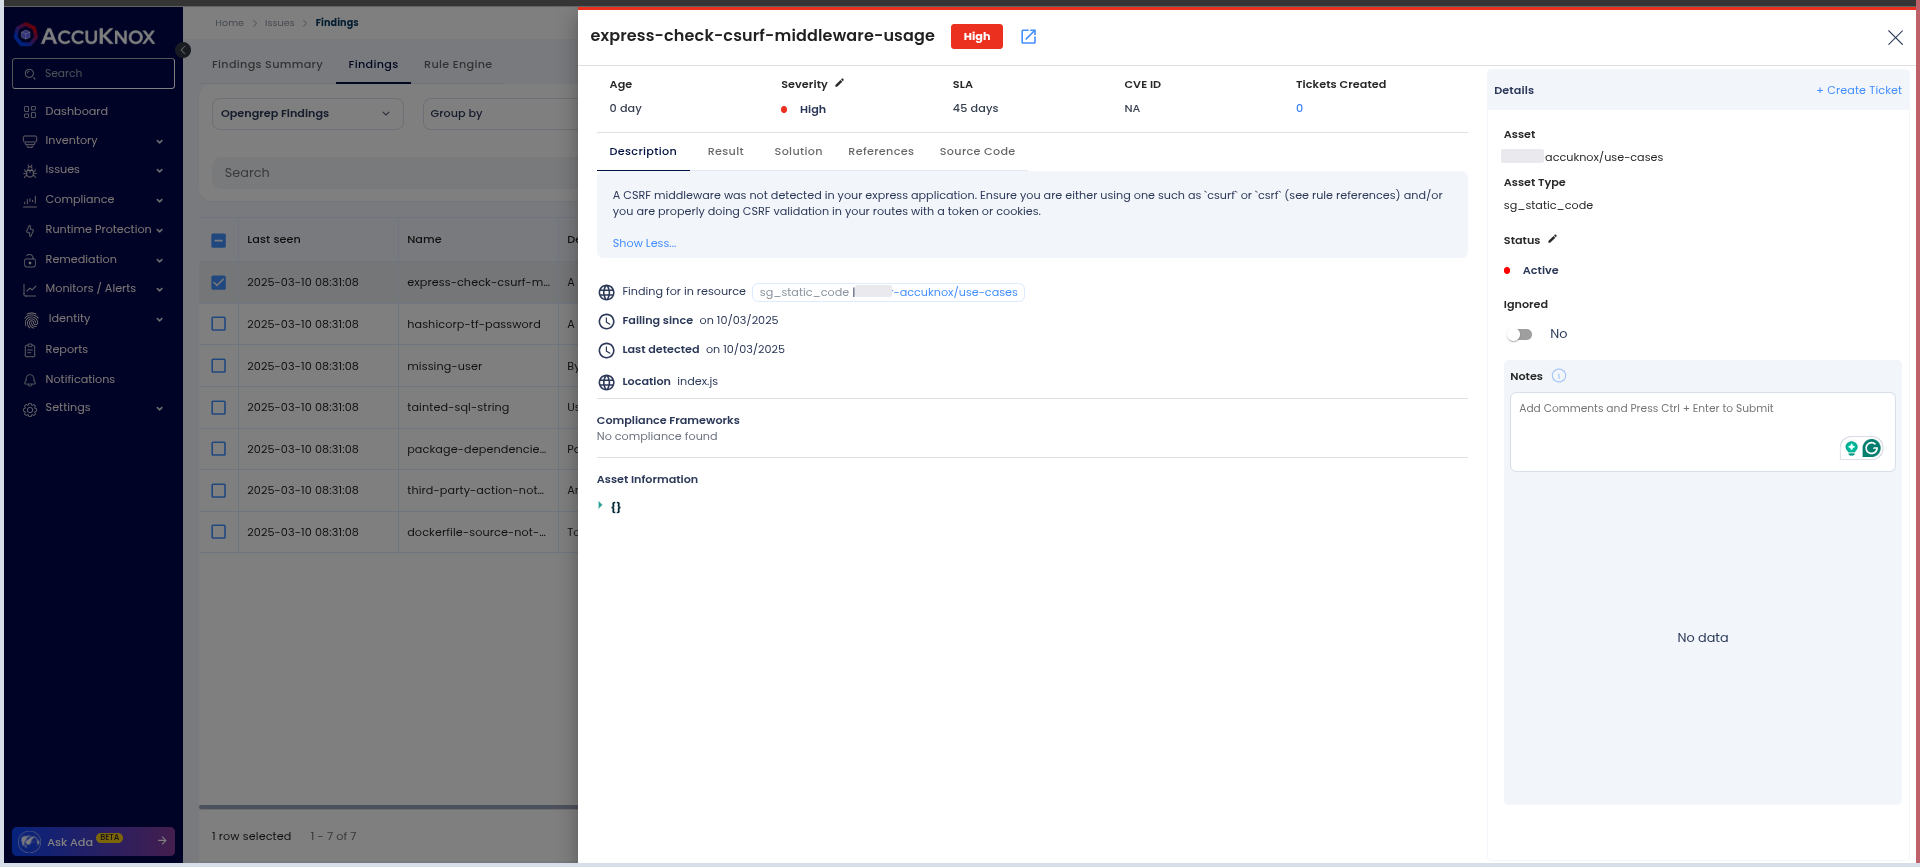 ACCUKNOX
Search
Dashboard
Inventory
Issues
Compliance
Runtime Protection
Remediation
Monitors / Alerts
Identity
Reports
Notifications
Settings
Ask Ada BETA
Home > Issues > Findings
Findings Summary Findings Rule Engine
Opengrep Findings Group by
Search
Last seen Name De
2025-03-10 08:31:08 express-check-csurf-m... A
2025-03-10 08:31:08 hashicorp-tf-password A
2025-03-10 08:31:08 missing-user By
2025-03-10 08:31:08 tainted-sql-string Us
2025-03-10 08:31:08 package-dependencie... Pa
2025-03-10 08:31:08 third-party-action-not... An
2025-03-10 08:31:08 dockerfile-source-not-... To
1 row selected 1 - 7 of 7
express-check-csurf-middleware-usage High
Age Severity SLA CVE ID Tickets Created
0 day High 45 days NA 0
Description Result Solution References Source Code
A CSRF middleware was not detected in your express application. Ensure you are either using one such as `csurf` or `csrf` (see rule references) and/or
you are properly doing CSRF validation in your routes with a token or cookies.
Show Less...
Finding for in resource sg_static_code | -accuknox/use-cases
Failing since on 10/03/2025
Last detected on 10/03/2025
Location index.js
Compliance Frameworks
No compliance found
Asset Information
{}
Details + Create Ticket
Asset
accuknox/use-cases
Asset Type
sg_static_code
Status
Active
Ignored
No
Notes
Add Comments and Press Ctrl + Enter to Submit
No data